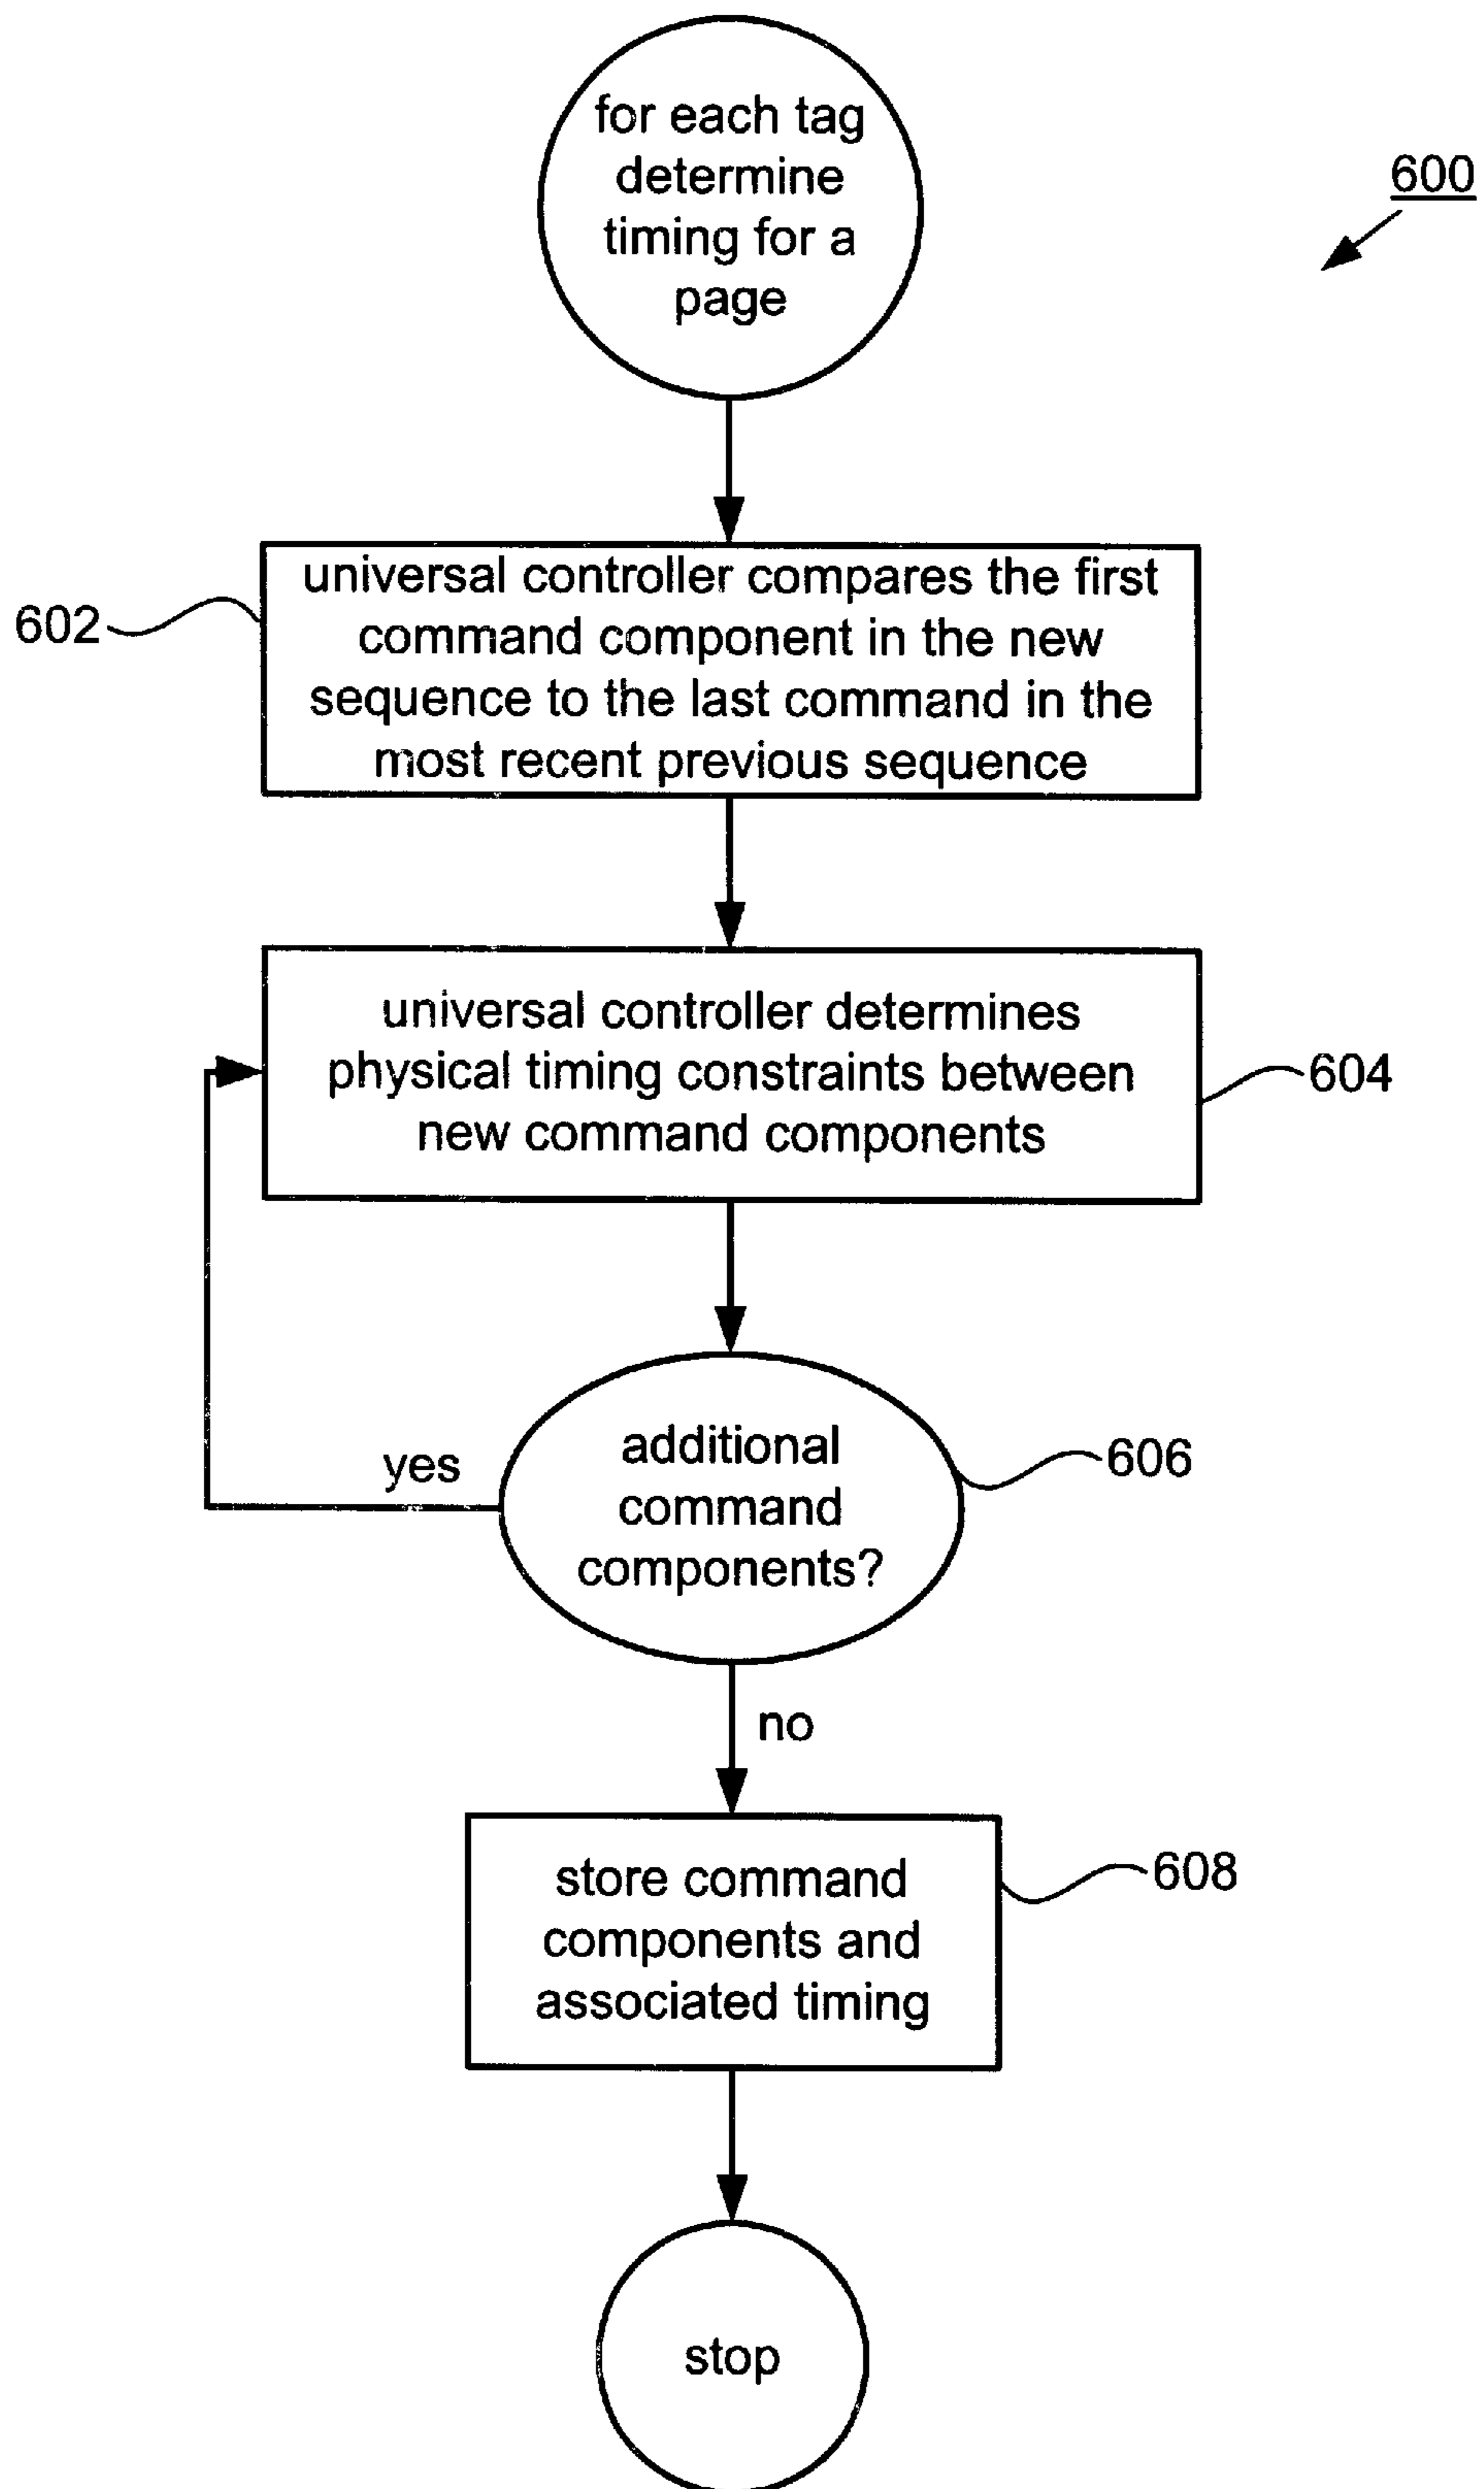 for each tag
determine
timing for a
page
600
602
universal controller compares the first
command component in the new
sequence to the last command in the
most recent previous sequence
universal controller determines
physical timing constraints between
new command components
604
additional
command
components?
606
yes
no
store command
components and
associated timing
608
stop